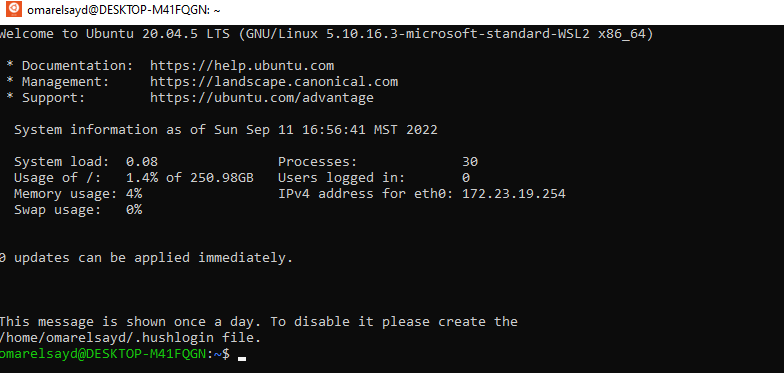 omarelsayd@DESKTOP-M41FQGN: ~
Welcome to Ubuntu 20.04.5 LTS (GNU/Linux 5.10.16.3-microsoft-standard-WSL2 x86_64)
* Documentation:  https://help.ubuntu.com
* Management:     https://landscape.canonical.com
* Support:        https://ubuntu.com/advantage
System information as of Sun Sep 11 16:56:41 MST 2022
System load:  0.08                Processes:             30
Usage of /:   1.4% of 250.98GB   Users logged in:       0
Memory usage: 4%                 IPv4 address for eth0: 172.23.19.254
Swap usage:   0%
0 updates can be applied immediately.
This message is shown once a day. To disable it please create the
/home/omarelsayd/.hushlogin file.
omarelsayd@DESKTOP-M41FQGN:~$